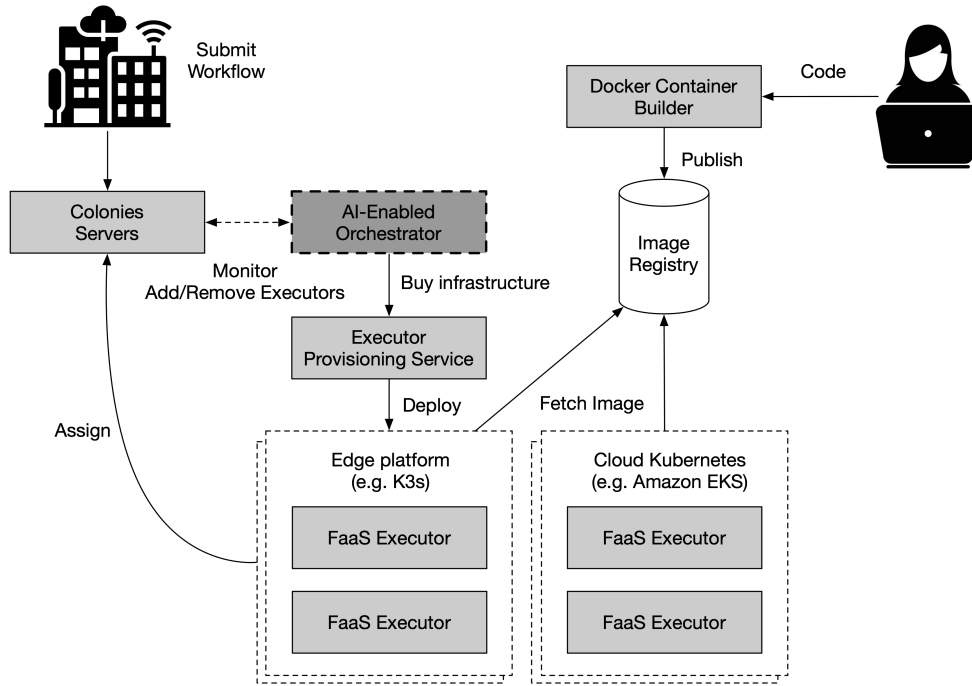 Submit
Workflow
Docker Container
Builder
Code
Publish
Colonies
Servers
AI-Enabled
Orchestrator
Image
Registry
Monitor
Add/Remove Executors
Buy infrastructure
Executor
Provisioning Service
Deploy
Fetch Image
Assign
Edge platform
(e.g. K3s)
FaaS Executor
FaaS Executor
Cloud Kubernetes
(e.g. Amazon EKS)
FaaS Executor
FaaS Executor